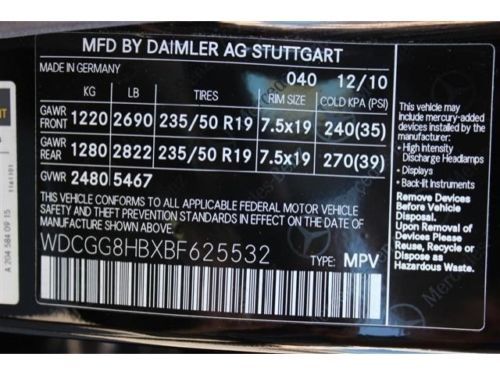 MFD BY DAIMLER AG STUTTGART
MADE IN GERMANY 040 12/10
KG LB TIRES RIM SIZE COLD KPA (PSI)
GAWR FRONT 1220 2690 235/50 R19 7.5x19 240(35)
GAWR REAR 1280 2822 235/50 R19 7.5x19 270(39)
GVWR 2480 5467
THIS VEHICLE CONFORMS TO ALL APPLICABLE FEDERAL MOTOR VEHICLE
SAFETY, BUMPER, AND THEFT PREVENTION STANDARDS IN EFFECT ON THE DATE OF
MANUFACTURE SHOWN ABOVE.
WDCGG8HBXBF625532
TYPE: MPV
This vehicle may
include mercury-added
devices installed by the
manufacturer:
• High intensity
Discharge Headlamps
• Displays
• Back-lit Instruments
Remove Devices
Before Vehicle Disposal.
Upon Removal of
Devices Please
Reuse, Recycle or
Dispose as
Hazardous Waste.
A 204 584 09 15